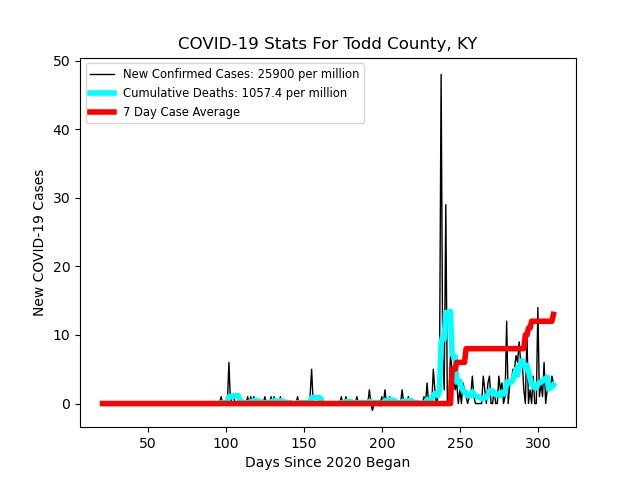 COVID-19 Stats For Todd County, KY
New Confirmed Cases: 25900 per million
Cumulative Deaths: 1057.4 per million
7 Day Case Average
New COVID-19 Cases
50
40
30
20
10
0
50 100 150 200 250 300
Days Since 2020 Began